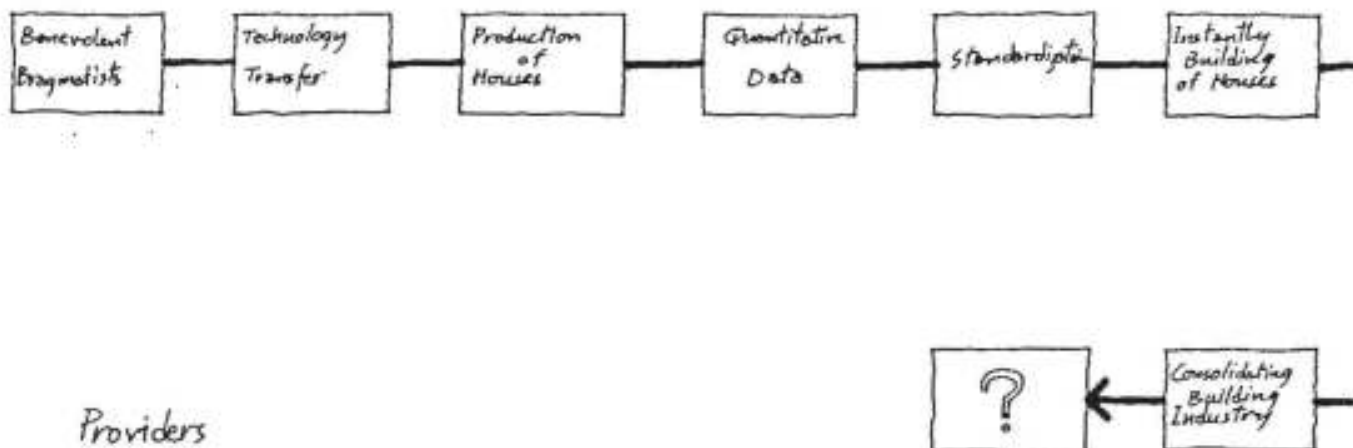 Benevolent
Pragmatists
Technology
Transfer
Production
of
Houses
Quantitative
Data
Standardization
Instantly
Building
of Houses
?
Consolidating
Building
Industry
Providers